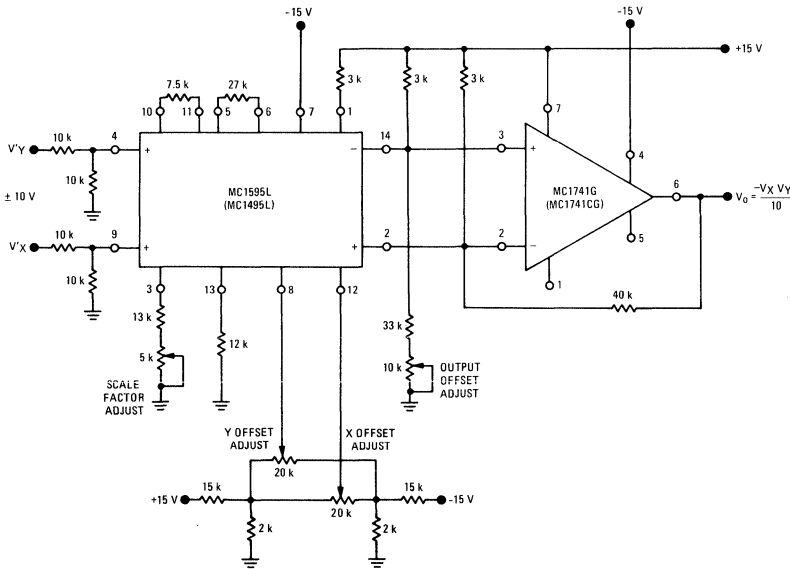 -15 V
-15 V
+15 V
7.5 k
27 k
3 k
3 k
3 k
10
11
5
6
7
1
7
10 k
4
V'Y
+
−
14
3
+
4
10 k
MC1595L
(MC1495L)
MC1741G
(MC1741CG)
6
Vo = −VX VY
10
± 10 V
10 k
9
V'X
+
+
2
2
−
5
10 k
3
13
8
12
1
40 k
13 k
12 k
33 k
5 k
10 k
OUTPUT
OFFSET
ADJUST
SCALE
FACTOR
ADJUST
Y OFFSET
ADJUST
X OFFSET
ADJUST
20 k
+15 V
15 k
20 k
15 k
-15 V
2 k
2 k